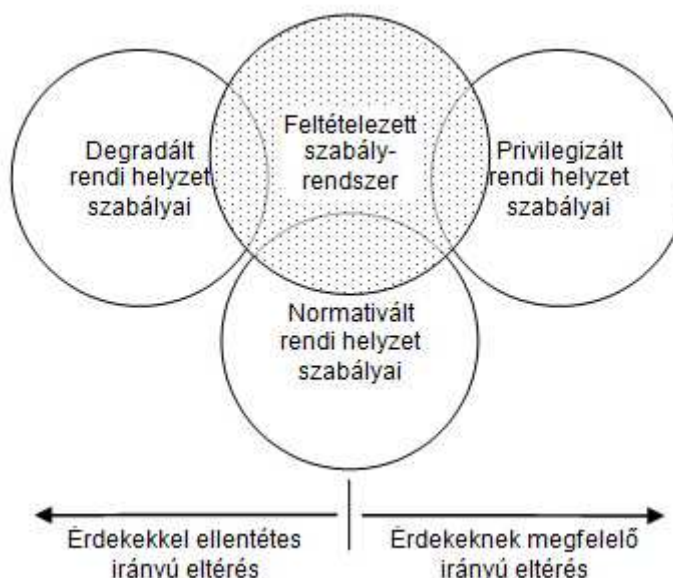 Degradált
rendi helyzet
szabályai
Feltételezett
szabály-
rendszer
Privilegizált
rendi helyzet
szabályai
Normativált
rendi helyzet
szabályai
Érdekekkel ellentétes
irányú eltérés
Érdekeknek megfelelő
irányú eltérés